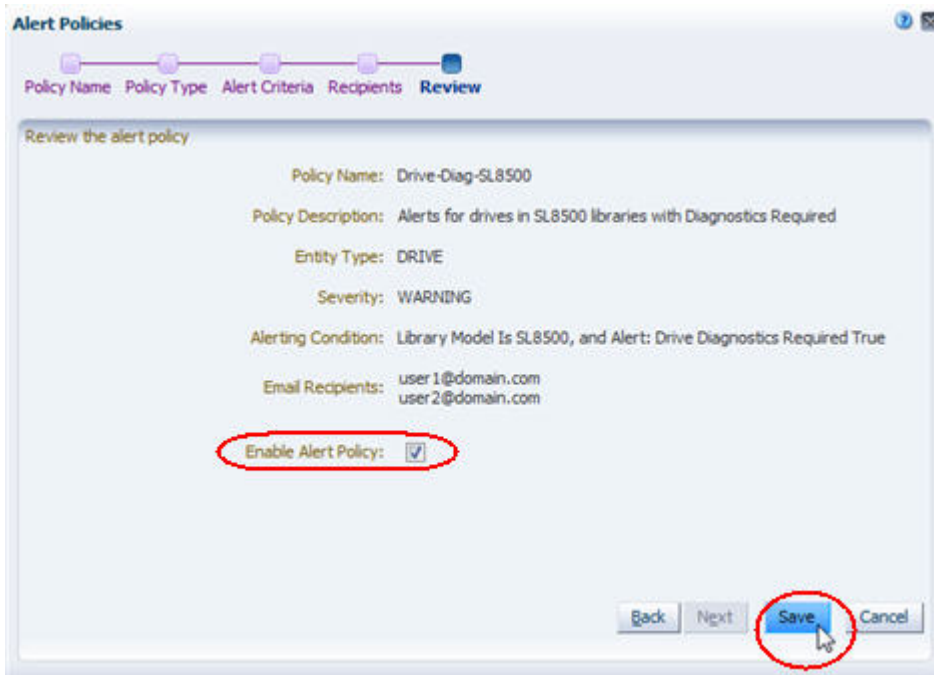 Alert Policies
Policy Name Policy Type Alert Criteria Recipients Review
Review the alert policy
Policy Name: Drive-Diag-SL8500
Policy Description: Alerts for drives in SL8500 libraries with Diagnostics Required
Entity Type: DRIVE
Severity: WARNING
Alerting Condition: Library Model Is SL8500, and Alert: Drive Diagnostics Required True
Email Recipients: user1@domain.com
user2@domain.com
Enable Alert Policy:
Back Next Save Cancel